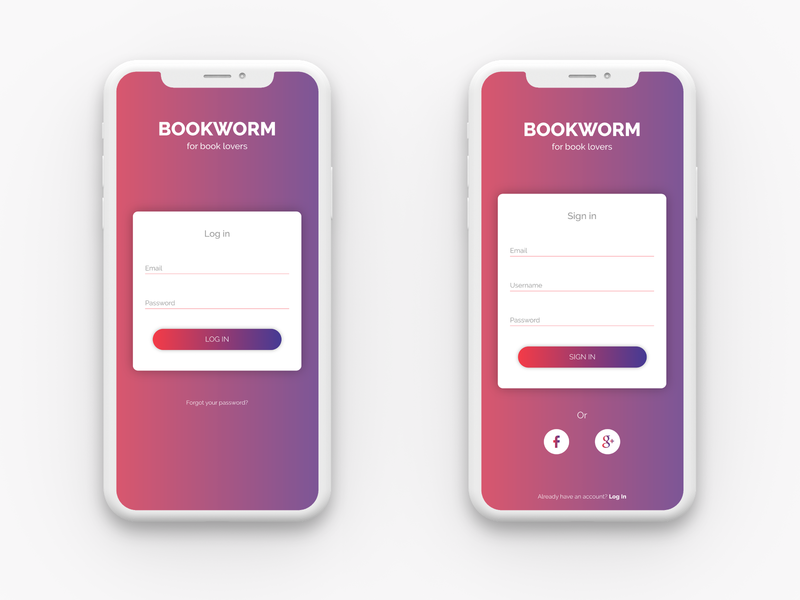 BOOKWORM
for book lovers
Log in
Email
Password
LOG IN
Forgot your password?
BOOKWORM
for book lovers
Sign in
Email
Username
Password
SIGN IN
Or
f
g+
Already have an account? Log In